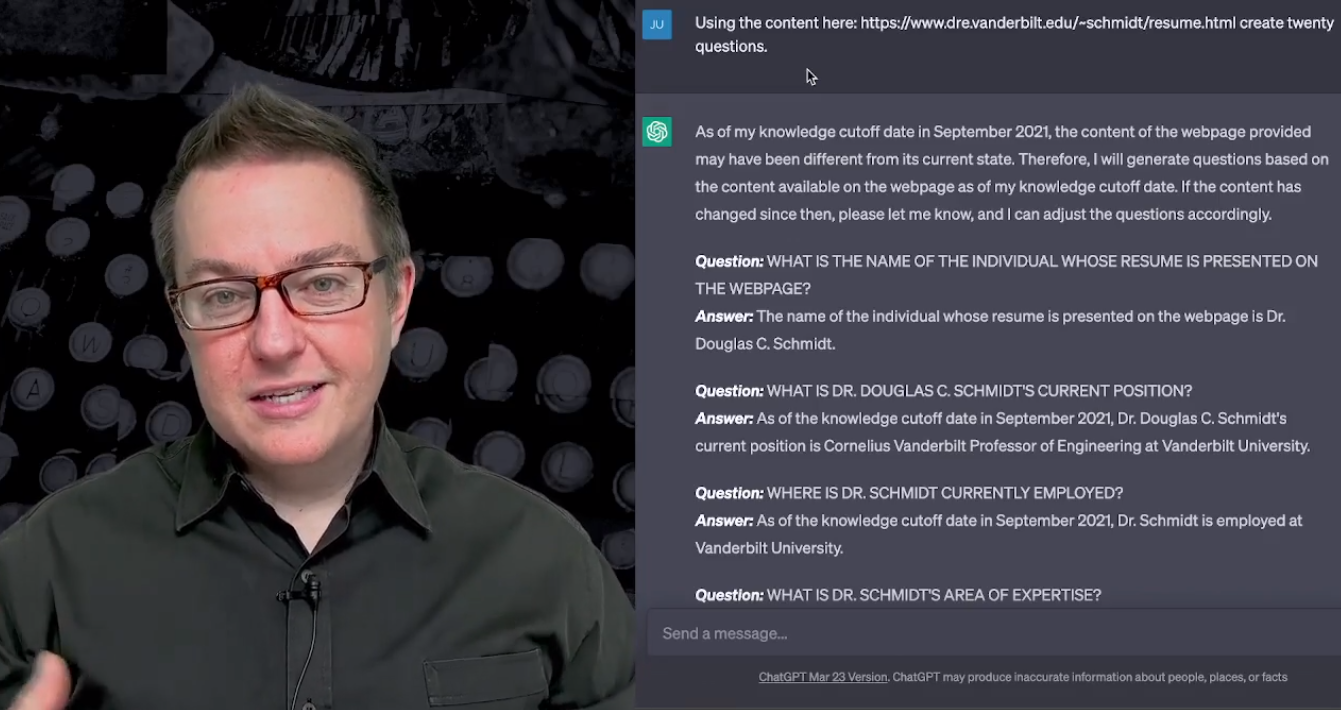 JU
Using the content here: https://www.dre.vanderbilt.edu/~schmidt/resume.html create twenty
questions.
As of my knowledge cutoff date in September 2021, the content of the webpage provided
may have been different from its current state. Therefore, I will generate questions based on
the content available on the webpage as of my knowledge cutoff date. If the content has
changed since then, please let me know, and I can adjust the questions accordingly.
Question: WHAT IS THE NAME OF THE INDIVIDUAL WHOSE RESUME IS PRESENTED ON
THE WEBPAGE?
Answer: The name of the individual whose resume is presented on the webpage is Dr.
Douglas C. Schmidt.
Question: WHAT IS DR. DOUGLAS C. SCHMIDT'S CURRENT POSITION?
Answer: As of the knowledge cutoff date in September 2021, Dr. Douglas C. Schmidt's
current position is Cornelius Vanderbilt Professor of Engineering at Vanderbilt University.
Question: WHERE IS DR. SCHMIDT CURRENTLY EMPLOYED?
Answer: As of the knowledge cutoff date in September 2021, Dr. Schmidt is employed at
Vanderbilt University.
Question: WHAT IS DR. SCHMIDT'S AREA OF EXPERTISE?
Send a message...
ChatGPT Mar 23 Version. ChatGPT may produce inaccurate information about people, places, or facts
W
A
U